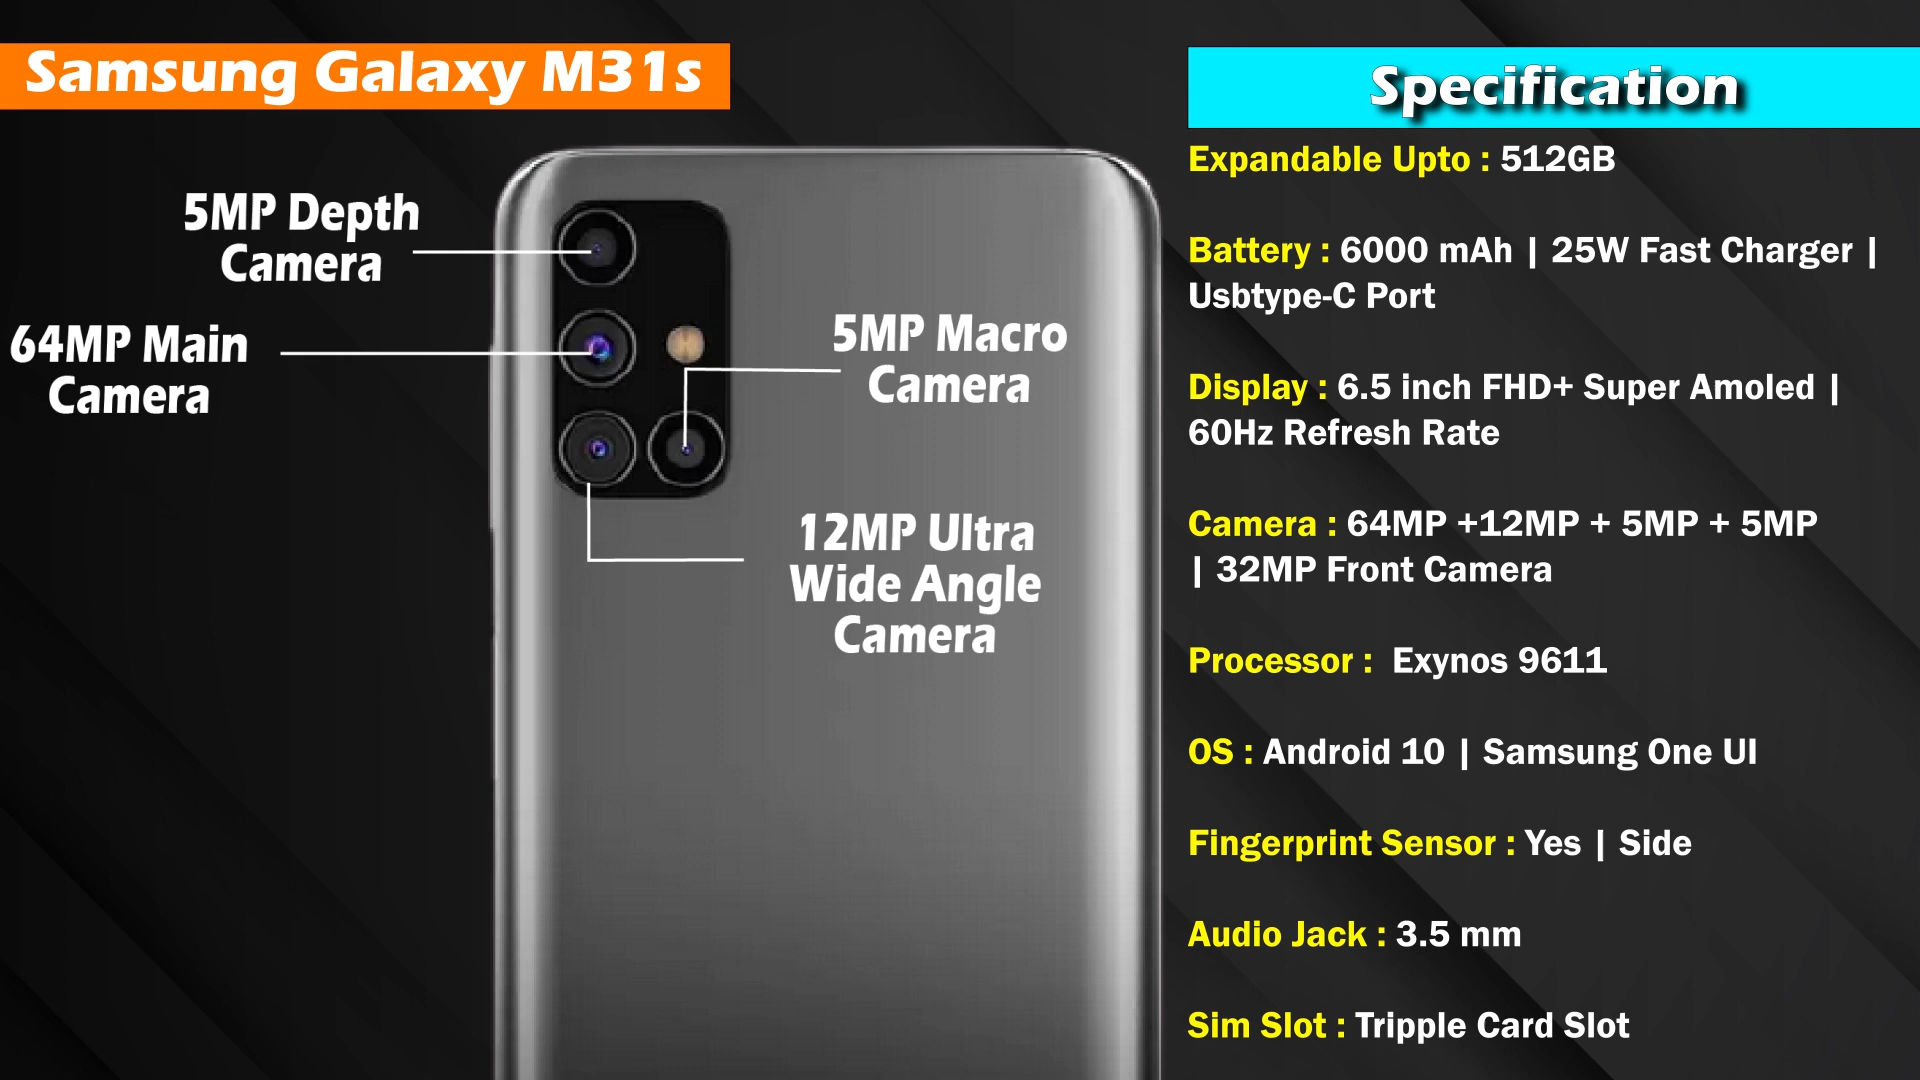 Samsung Galaxy M31s
5MP Depth
Camera
64MP Main
Camera
5MP Macro
Camera
12MP Ultra
Wide Angle
Camera
Specification
Expandable Upto : 512GB
Battery : 6000 mAh | 25W Fast Charger |
Usbtype-C Port
Display : 6.5 inch FHD+ Super Amoled |
60Hz Refresh Rate
Camera : 64MP +12MP + 5MP + 5MP
| 32MP Front Camera
Processor : Exynos 9611
OS : Android 10 | Samsung One UI
Fingerprint Sensor : Yes | Side
Audio Jack : 3.5 mm
Sim Slot : Tripple Card Slot